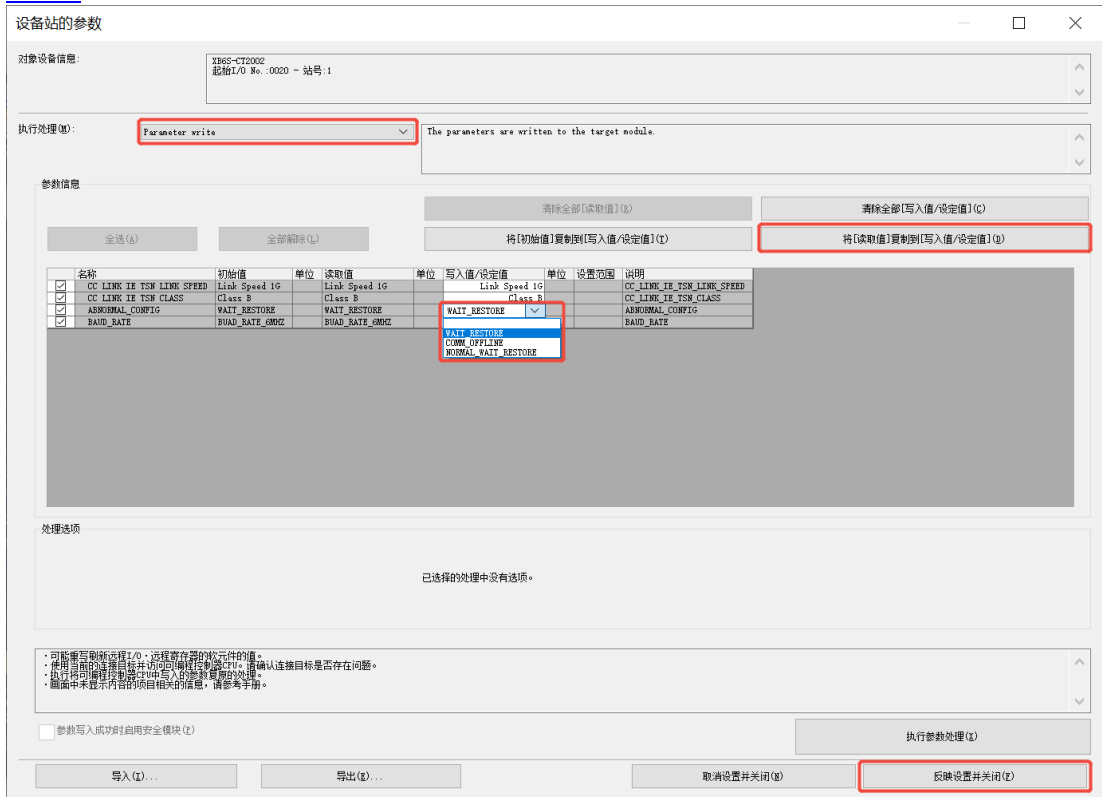 设备站的参数
对象设备信息:
XB6S-CT2002
起始I/O No.:0020 - 站号:1
执行处理(M):
Parameter write
The parameters are written to the target module.
参数信息
清除全部[读取值](R)
清除全部[写入值/设定值](C)
全选(A)
全部解除(L)
将[初始值]复制到[写入值/设定值](T)
将[读取值]复制到[写入值/设定值](D)
名称 初始值 单位 读取值 单位 写入值/设定值 单位 设置范围 说明
CC LINK IE TSN LINK SPEED Link Speed 1G Link Speed 1G Link Speed 1G CC_LINK_IE_TSN_LINK_SPEED
CC LINK IE TSN CLASS Class B Class B Class B CC_LINK_IE_TSN_CLASS
ABNORMAL_CONFIG WAIT_RESTORE WAIT_RESTORE WAIT_RESTORE ABNORMAL_CONFIG
BAUD_RATE BUAD_RATE_6MHZ BUAD_RATE_6MHZ BAUD_RATE
WAIT_RESTORE
COMM_OFFLINE
NORMAL_WAIT_RESTORE
处理选项
已选择的处理中没有选项。
·可能重写刷新远程I/O·远程寄存器的软元件的值。
·使用当前的连接目标并访问可编程控制器CPU。请确认连接目标是否存在问题。
·执行将可编程控制器CPU中写入的参数复原的处理。
·画面中未显示内容的项目相关的信息，请参考手册。
参数写入成功时启用安全模块(P)
执行参数处理(X)
导入(I)...
导出(E)...
取消设置并关闭(N)
反映设置并关闭(F)